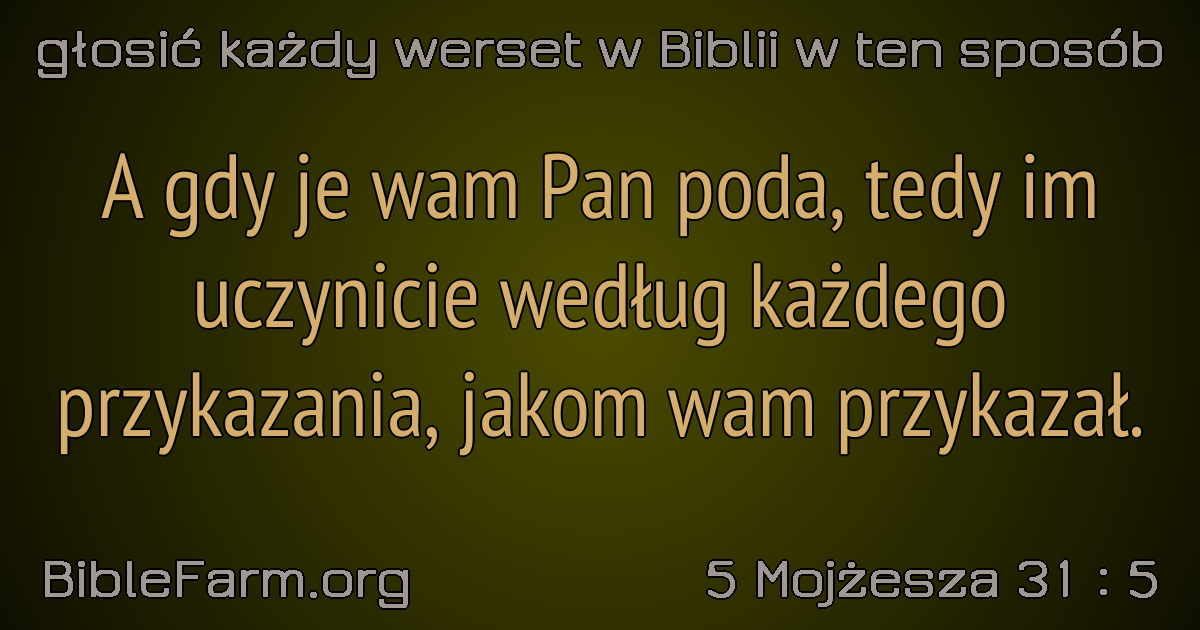 głosić każdy werset w Biblii w ten sposób
A gdy je wam Pan poda, tedy im
uczynicie według każdego
przykazania, jakom wam przykazał.
BibleFarm.org
5 Mojżesza 31 : 5